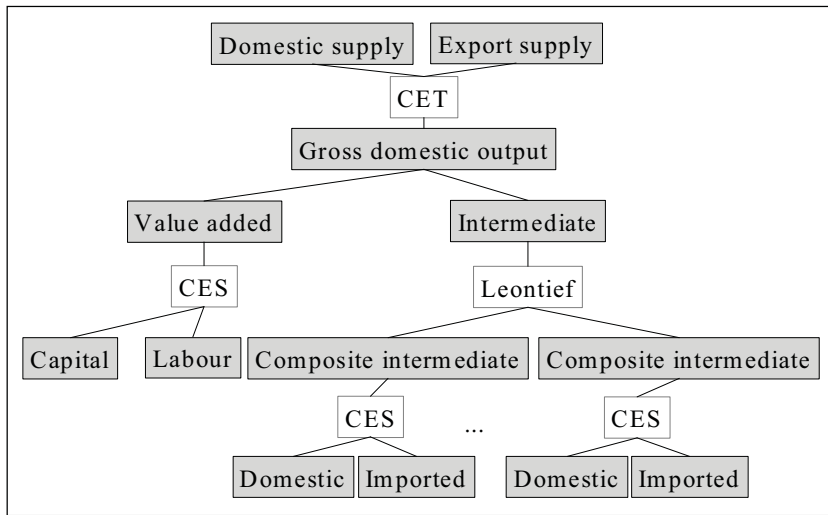 Domestic supply
Export supply
CET
Gross domestic output
Value added
Intermediate
CES
Leontief
Capital
Labour
Composite intermediate
Composite intermediate
CES
...
CES
Domestic
Imported
Domestic
Imported